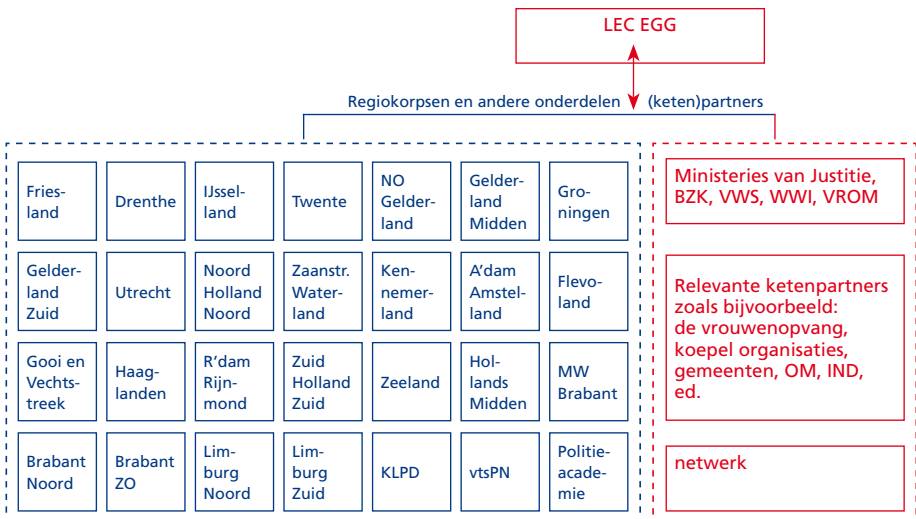 LEC EGG
Regiokorpsen en andere onderdelen (keten)partners
Fries-
land
Drenthe
IJssel-
land
Twente
NO
Gelder-
land
Gelder-
land
Midden
Gro-
ningen
Gelder-
land
Zuid
Utrecht
Noord
Holland
Noord
Zaanstr.
Water-
land
Ken-
nemer-
land
A'dam
Amstel-
land
Flevo-
land
Gooi en
Vechts-
treek
Haag-
landen
R'dam
Rijn-
mond
Zuid
Holland
Zuid
Zeeland
Hol-
lands
Midden
MW
Brabant
Brabant
Noord
Brabant
ZO
Lim-
burg
Noord
Lim-
burg
Zuid
KLPD
vtsPN
Politie-
acade-
mie
Ministeries van Justitie,
BZK, VWS, WWI, VROM
Relevante ketenpartners
zoals bijvoorbeeld:
de vrouwenopvang,
koepel organisaties,
gemeenten, OM, IND,
ed.
netwerk